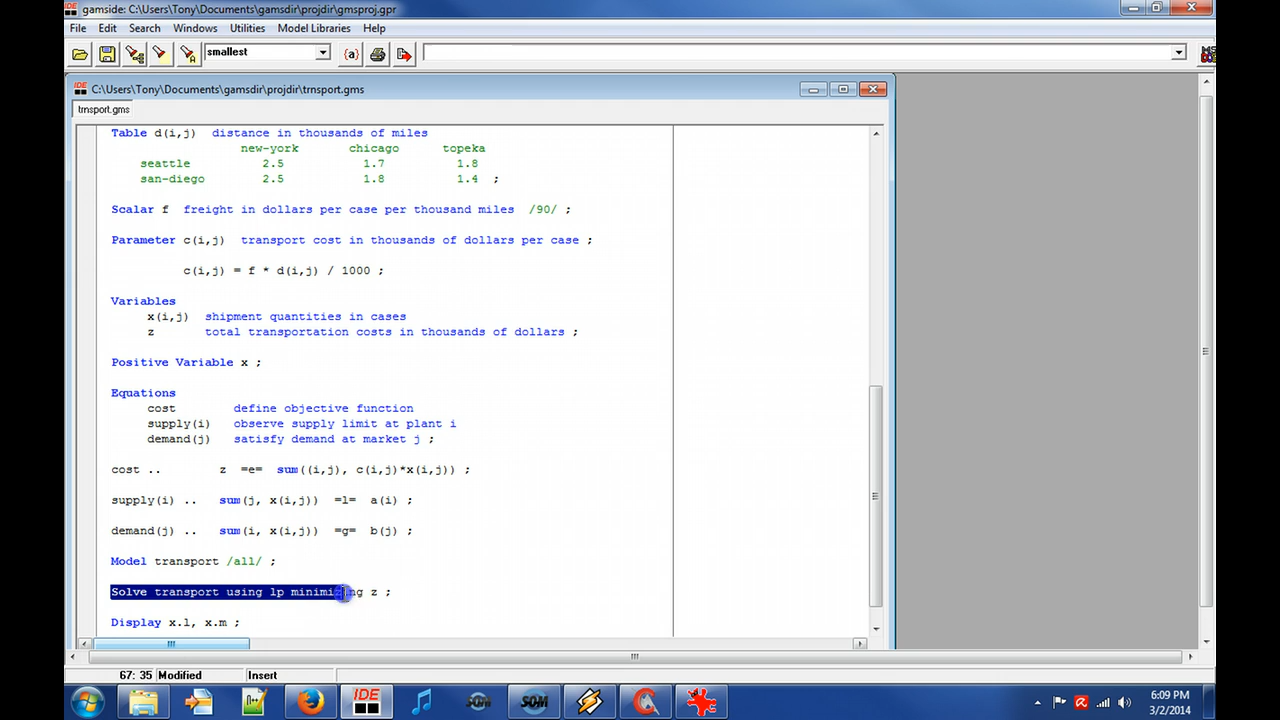 gamside: C:\Users\Tony\Documents\gamsdir\projdir\gmsproj.gpr
File Edit Search Windows Utilities Model Libraries Help
smallest
{a}
IDE C:\Users\Tony\Documents\gamsdir\projdir\trnsport.gms
trnsport.gms
Table d(i,j) distance in thousands of miles
new-york chicago topeka
seattle 2.5 1.7 1.8
san-diego 2.5 1.8 1.4 ;
Scalar f freight in dollars per case per thousand miles /90/ ;
Parameter c(i,j) transport cost in thousands of dollars per case ;
c(i,j) = f * d(i,j) / 1000 ;
Variables
x(i,j) shipment quantities in cases
z total transportation costs in thousands of dollars ;
Positive Variable x ;
Equations
cost define objective function
supply(i) observe supply limit at plant i
demand(j) satisfy demand at market j ;
cost .. z =e= sum((i,j), c(i,j)*x(i,j)) ;
supply(i) .. sum(j, x(i,j)) =l= a(i) ;
demand(j) .. sum(i, x(i,j)) =g= b(j) ;
Model transport /all/ ;
Solve transport using lp minimizing z ;
Display x.l, x.m ;
67: 35 Modified Insert
IDE SOM SOM
6:09 PM
3/2/2014